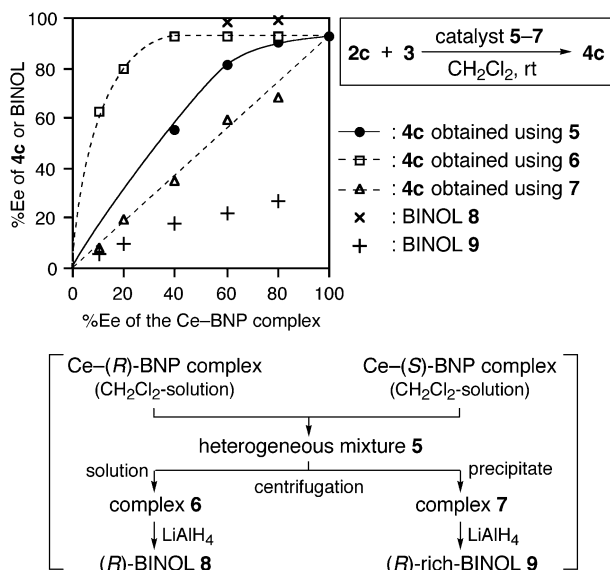 100
80
60
40
20
0
%Ee of 4c or BINOL
0 20 40 60 80 100
%Ee of the Ce–BNP complex
catalyst 5–7
2c + 3 4c
CH2Cl2, rt
: 4c obtained using 5
: 4c obtained using 6
: 4c obtained using 7
: BINOL 8
: BINOL 9
Ce–(R)-BNP complex Ce–(S)-BNP complex
(CH2Cl2-solution) (CH2Cl2-solution)
heterogeneous mixture 5
solution precipitate
centrifugation
complex 6 complex 7
LiAlH4 LiAlH4
(R)-BINOL 8 (R)-rich-BINOL 9